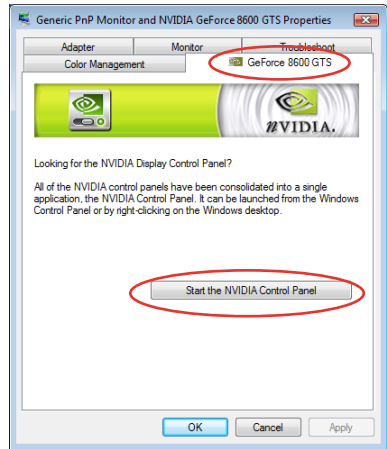 Generic PnP Monitor and NVIDIA GeForce 8600 GTS Properties
Adapter Monitor Troubleshoot
Color Management GeForce 8600 GTS
NVIDIA.
Looking for the NVIDIA Display Control Panel?
All of the NVIDIA control panels have been consolidated into a single
application, the NVIDIA Control Panel. It can be launched from the Windows
Control Panel or by right-clicking on the Windows desktop.
Start the NVIDIA Control Panel
OK Cancel Apply